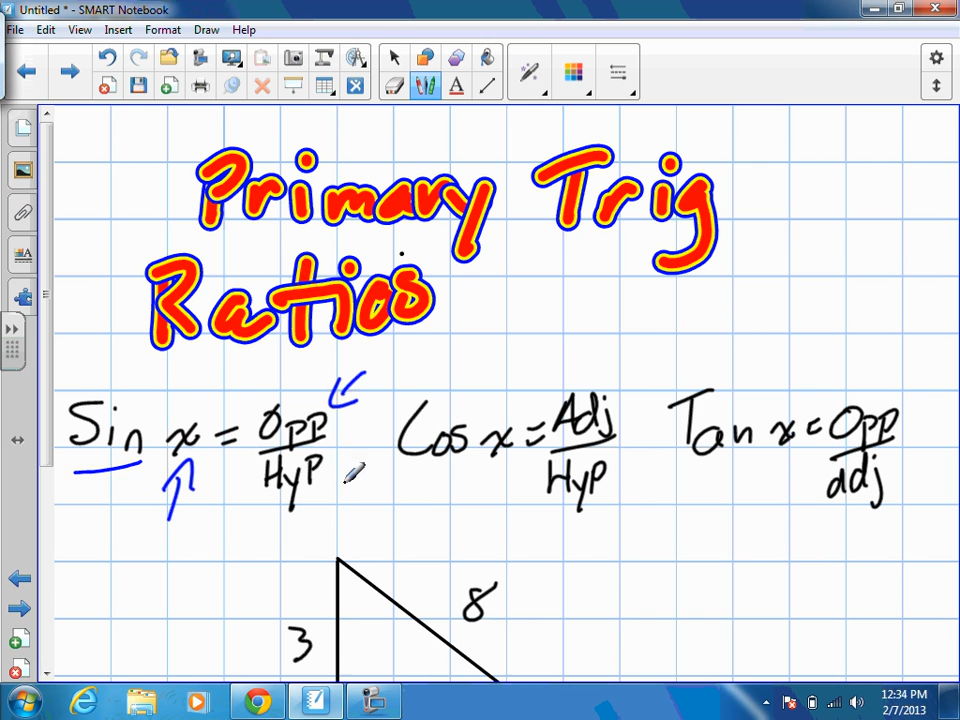 Untitled * - SMART Notebook
File Edit View Insert Format Draw Help
Primary Trig
Ratios
Sin x = Opp/Hyp Cos x = Adj/Hyp Tan x = Opp/adj
8
3
12:34 PM
2/7/2013